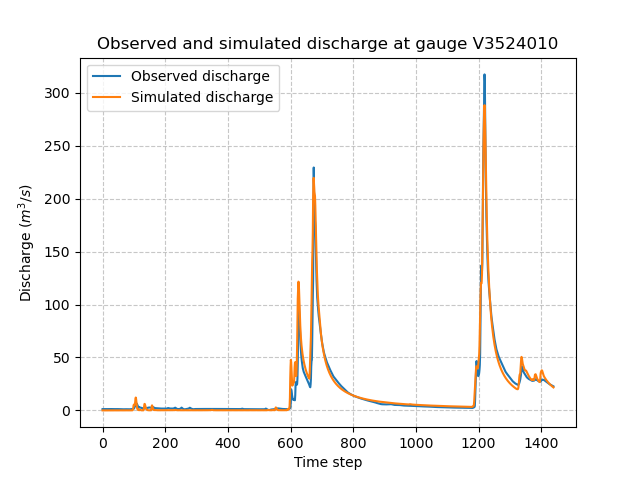 Observed and simulated discharge at gauge V3524010
Observed discharge
Simulated discharge
Discharge (m³/s)
300
250
200
150
100
50
0
0 200 400 600 800 1000 1200 1400
Time step